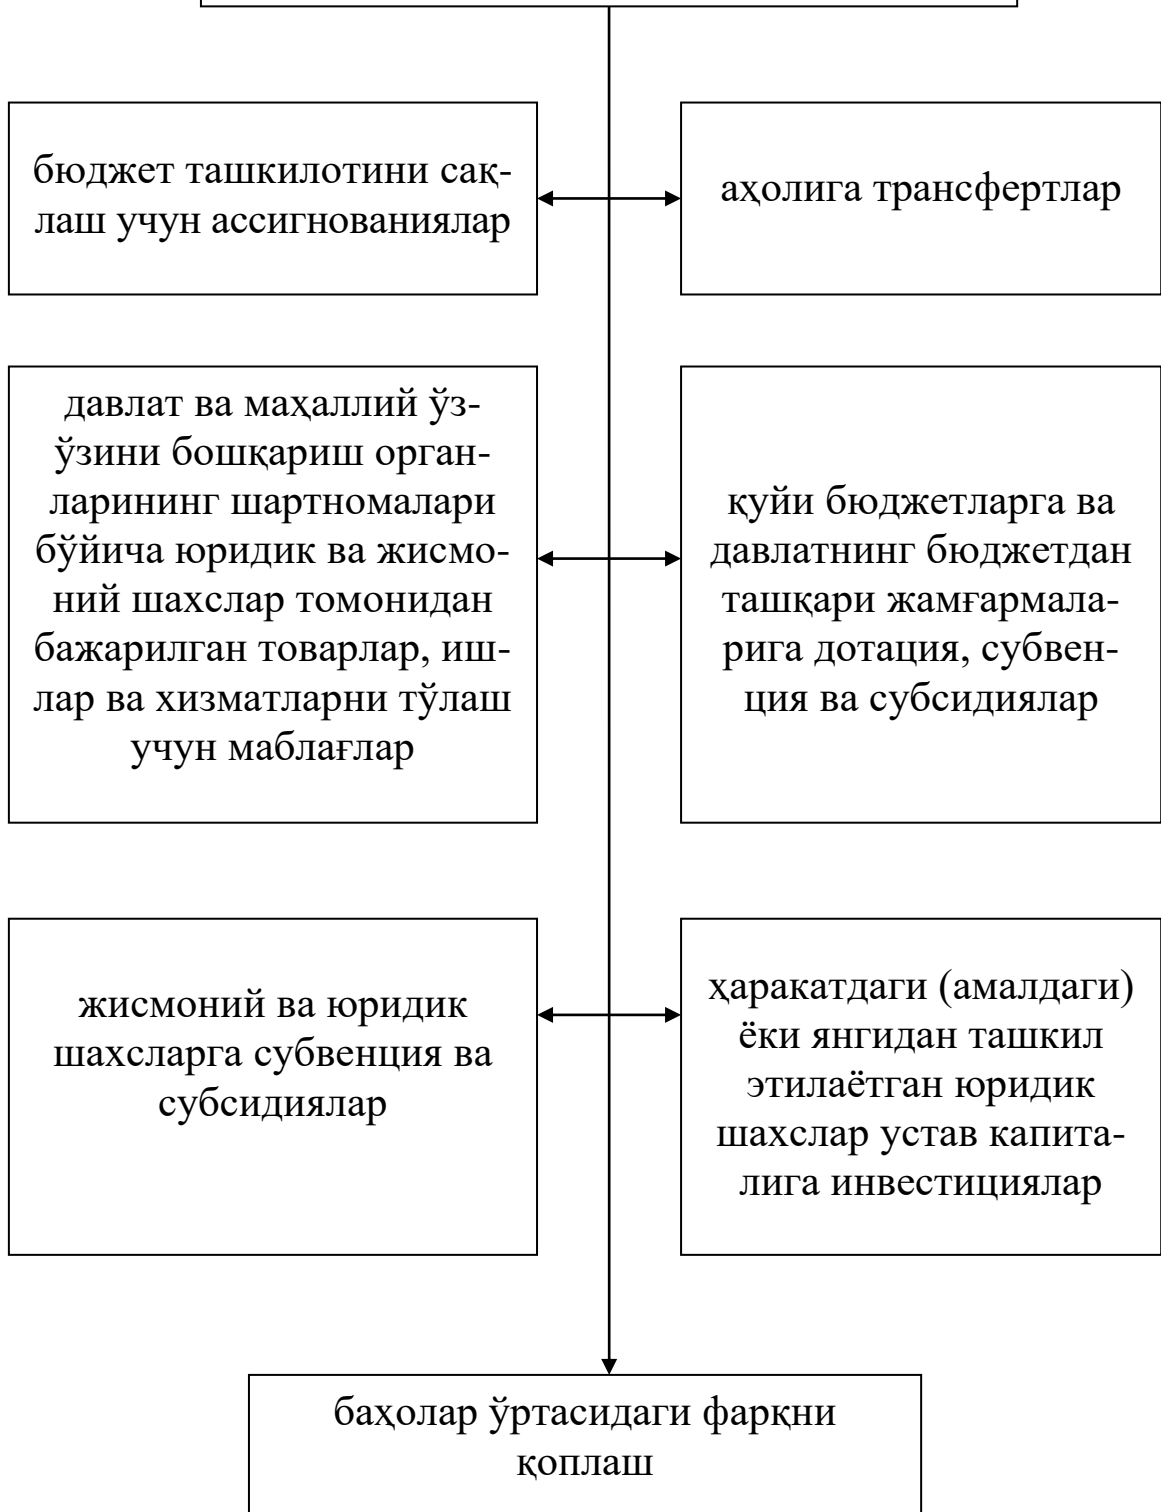 бюджет ташкилотини сақ-
лаш учун ассигнованиялар
аҳолига трансфертлар
давлат ва маҳаллий ўз-
ўзини бошқариш орган-
ларининг шартномалари
бўйича юридик ва жисмо-
ний шахслар томонидан
бажарилган товарлар, иш-
лар ва хизматларни тўлаш
учун маблағлар
қуйи бюджетларга ва
давлатнинг бюджетдан
ташқари жамғармала-
рига дотация, субвен-
ция ва субсидиялар
жисмоний ва юридик
шахсларга субвенция ва
субсидиялар
ҳаракатдаги (амалдаги)
ёки янгидан ташкил
этилаётган юридик
шахслар устав капита-
лига инвестициялар
баҳолар ўртасидаги фарқни
қоплаш